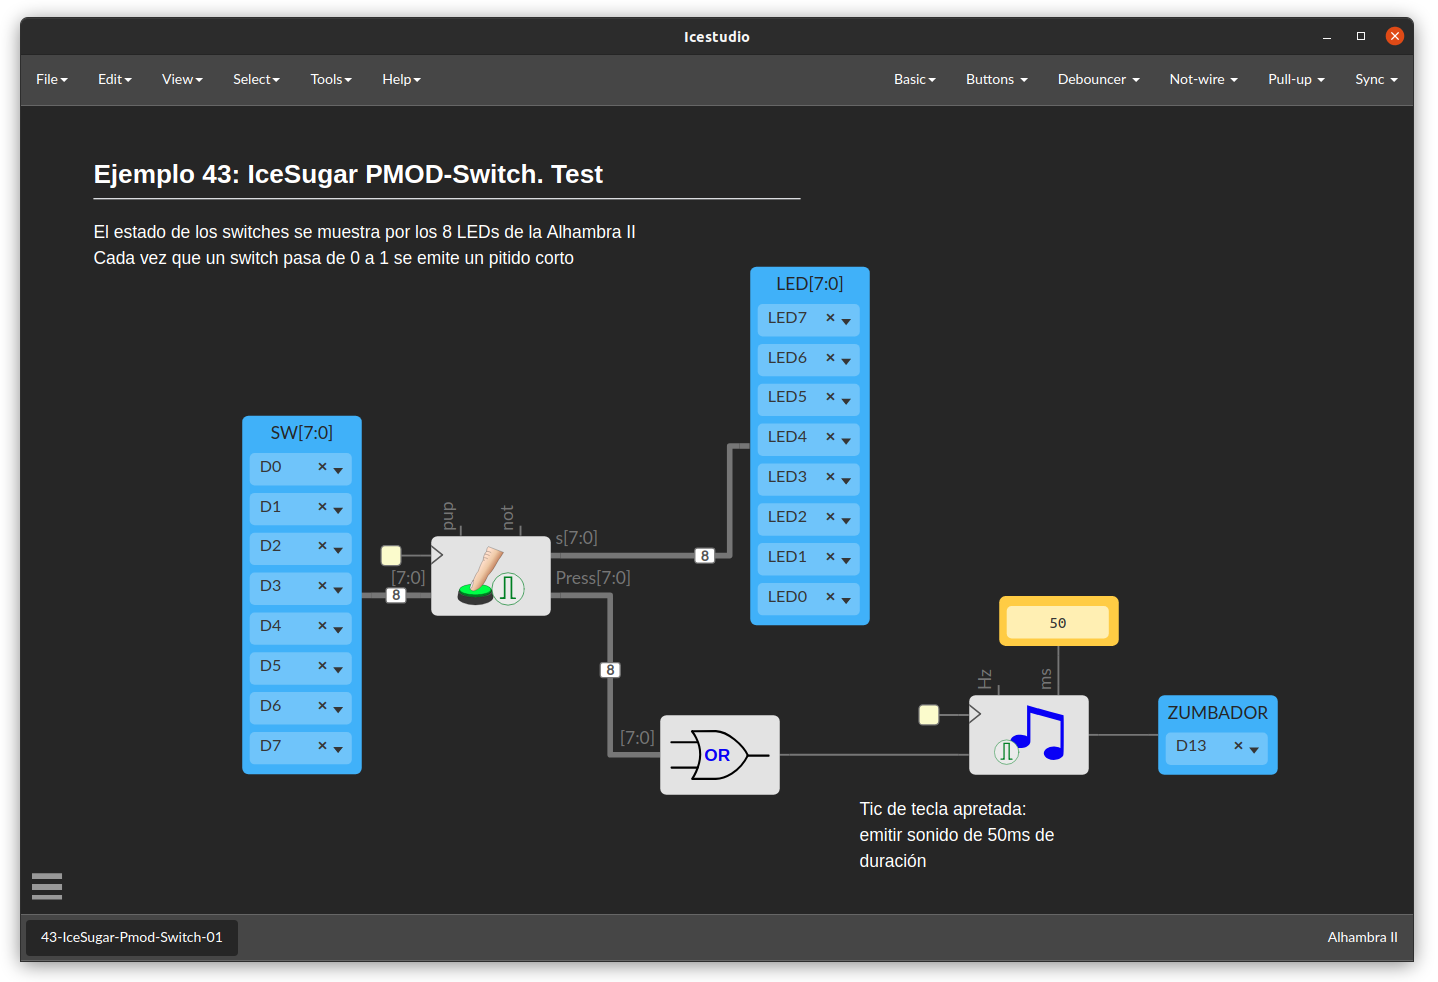 Icestudio
File Edit View Select Tools Help Basic Buttons Debouncer Not-wire Pull-up Sync
Ejemplo 43: IceSugar PMOD-Switch. Test
El estado de los switches se muestra por los 8 LEDs de la Alhambra II
Cada vez que un switch pasa de 0 a 1 se emite un pitido corto
LED[7:0]
LED7
LED6
LED5
LED4
LED3
LED2
LED1
LED0
SW[7:0]
D0
D1
D2
D3
D4
D5
D6
D7
pup
not
s[7:0]
8
[7:0]
8
Press[7:0]
8
[7:0]
OR
50
Hz
ms
ZUMBADOR
D13
Tic de tecla apretada:
emitir sonido de 50ms de
duración
43-IceSugar-Pmod-Switch-01
Alhambra II